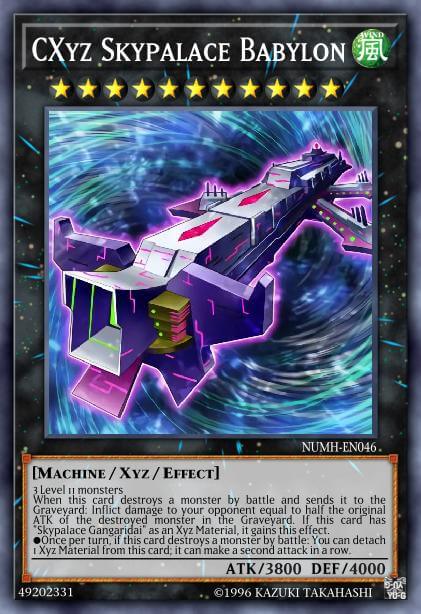 CXyz Skypalace Babylon
WIND
風
NUMH-EN046
[Machine / Xyz / Effect]
3 Level 11 monsters
When this card destroys a monster by battle and sends it to the
Graveyard: Inflict damage to your opponent equal to half the original
ATK of the destroyed monster in the Graveyard. If this card has
"Skypalace Gangaridai" as an Xyz Material, it gains this effect.
●Once per turn, if this card destroys a monster by battle: You can detach
1 Xyz Material from this card; it can make a second attack in a row.
ATK/3800 DEF/4000
49202331
©1996 KAZUKI TAKAHASHI